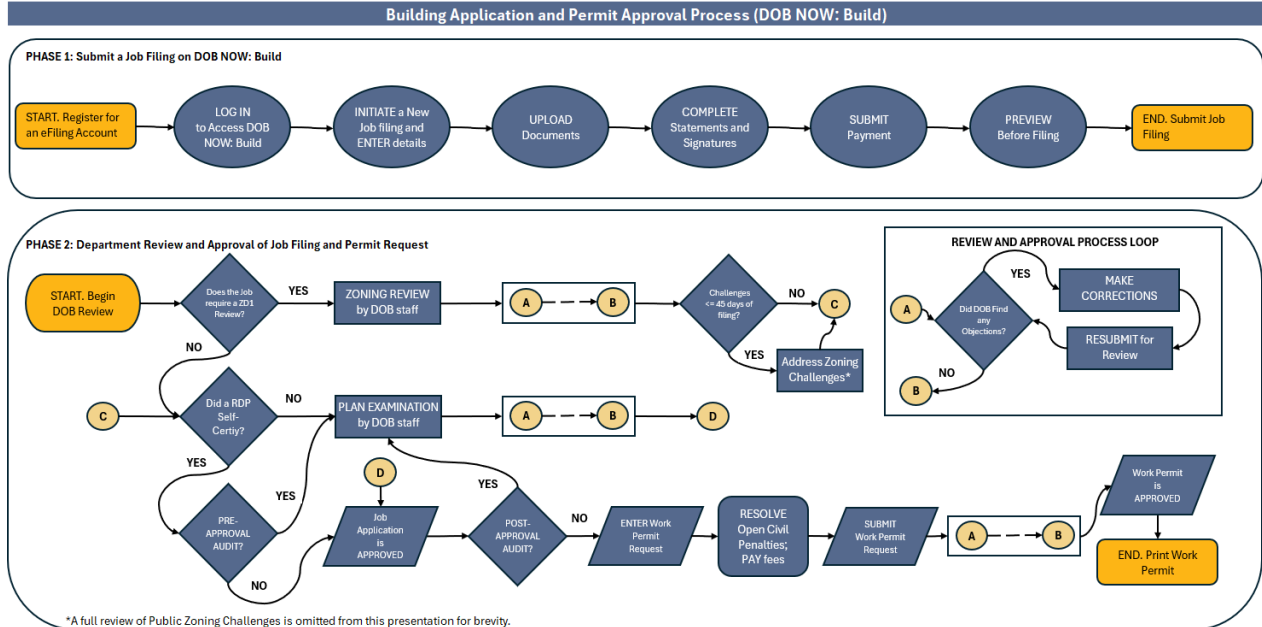 Building Application and Permit Approval Process (DOB NOW: Build)
PHASE 1: Submit a Job Filing on DOB NOW: Build
START. Register for
an eFiling Account
LOG IN
to Access DOB
NOW: Build
INITIATE a New
Job filing and
ENTER details
UPLOAD
Documents
COMPLETE
Statements and
Signatures
SUBMIT
Payment
PREVIEW
Before Filing
END. Submit Job
Filing
PHASE 2: Department Review and Approval of Job Filing and Permit Request
START. Begin
DOB Review
Does the Job
require a ZD1
Review?
YES
NO
ZONING REVIEW
by DOB staff
A
B
Challenges
<= 45 days of
filing?
NO
YES
C
Address Zoning
Challenges*
REVIEW AND APPROVAL PROCESS LOOP
A
Did DOB Find
any
Objections?
YES
MAKE
CORRECTIONS
RESUBMIT for
Review
NO
B
C
Did a RDP
Self-
Certiy?
NO
YES
PLAN EXAMINATION
by DOB staff
A
B
D
PRE-
APPROVAL
AUDIT?
YES
NO
D
Job
Application
is
APPROVED
POST-
APPROVAL
AUDIT?
YES
NO
ENTER Work
Permit
Request
RESOLVE
Open Civil
Penalties;
PAY fees
SUBMIT
Work Permit
Request
A
B
Work Permit
is
APPROVED
END. Print Work
Permit
*A full review of Public Zoning Challenges is omitted from this presentation for brevity.